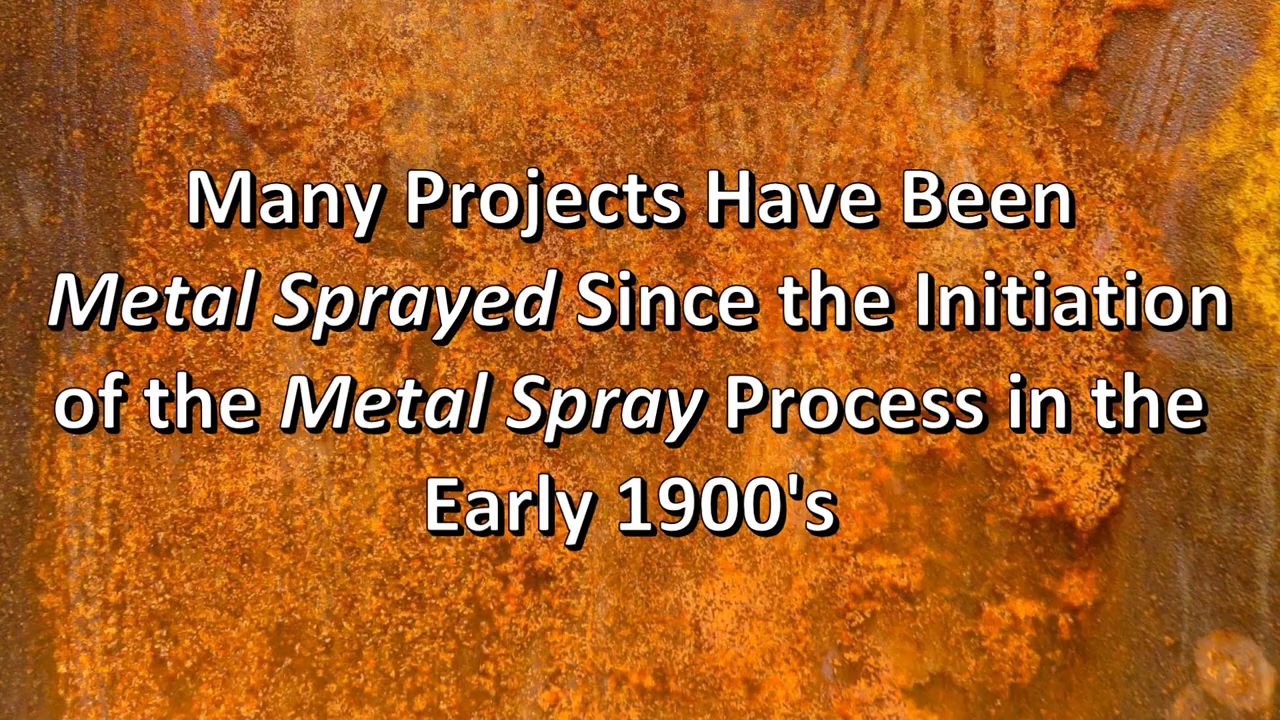 Many Projects Have Been
Metal Sprayed Since the Initiation
of the Metal Spray Process in the
Early 1900's